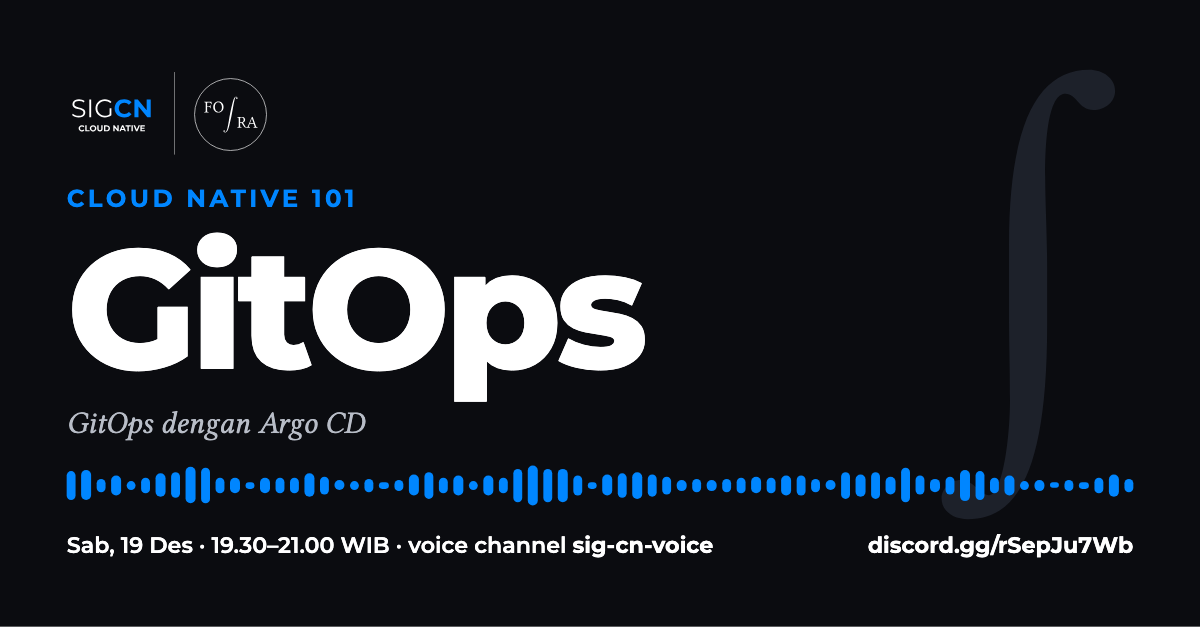 SIGCN
CLOUD NATIVE
FO∫RA
CLOUD NATIVE 101
GitOps
GitOps dengan Argo CD
Sab, 19 Des · 19.30–21.00 WIB · voice channel sig-cn-voice
discord.gg/rSepJu7Wb